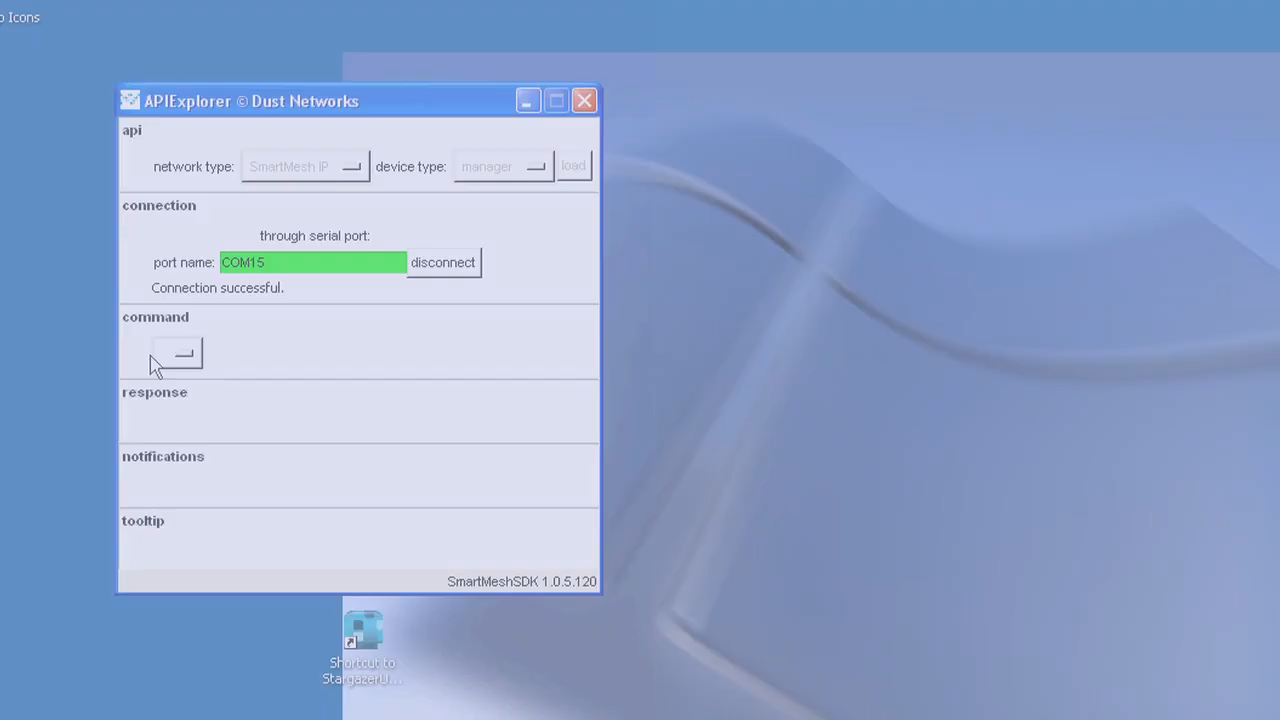 o Icons
APIExplorer © Dust Networks
api
network type: SmartMesh IP device type: manager load
connection
through serial port:
port name: COM15 disconnect
Connection successful.
command
response
notifications
tooltip
SmartMeshSDK 1.0.5.120
Shortcut to
StargazerU...